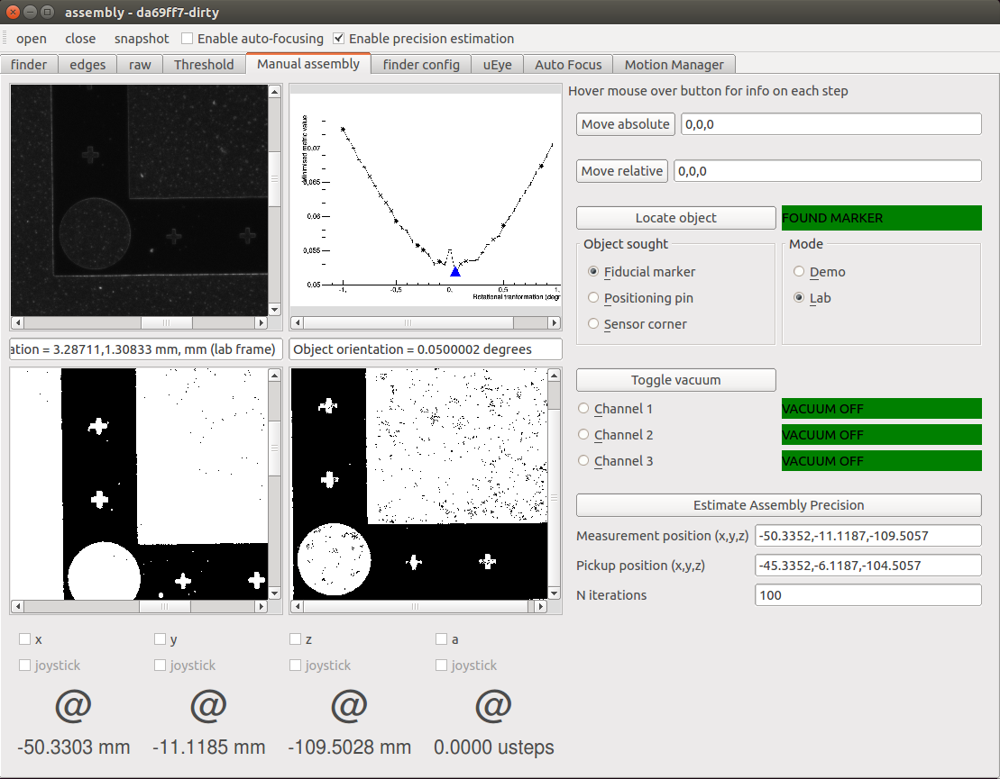 assembly - da69ff7-dirty
open close snapshot Enable auto-focusing Enable precision estimation
finder edges raw Threshold Manual assembly finder config uEye Auto Focus Motion Manager
Hover mouse over button for info on each step
Move absolute 0,0,0
Move relative 0,0,0
Locate object FOUND MARKER
Object sought Mode
Fiducial marker Demo
Positioning pin Lab
Sensor corner
Minimised metric value
0,07
0,065
0,06
0,055
0,05
-1, -0,5 0, 0,5 1,
Rotational tranformation (degr
ation = 3.28711,1.30833 mm, mm (lab frame) Object orientation = 0.0500002 degrees
Toggle vacuum
Channel 1 VACUUM OFF
Channel 2 VACUUM OFF
Channel 3 VACUUM OFF
Estimate Assembly Precision
Measurement position (x,y,z) -50.3352,-11.1187,-109.5057
Pickup position (x,y,z) -45.3352,-6.1187,-104.5057
N iterations 100
x y z a
joystick joystick joystick joystick
@ @ @ @
-50.3303 mm -11.1185 mm -109.5028 mm 0.0000 usteps